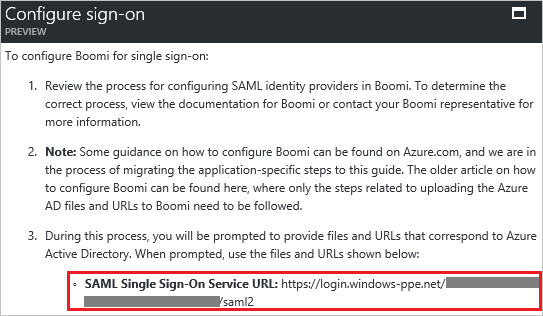 Configure sign-on
PREVIEW
To configure Boomi for single sign-on:
1. Review the process for configuring SAML identity providers in Boomi. To determine the
correct process, view the documentation for Boomi or contact your Boomi representative for
more information.
2. Note: Some guidance on how to configure Boomi can be found on Azure.com, and we are in
the process of migrating the application-specific steps to this guide. The older article on how
to configure Boomi can be found here, where only the steps related to uploading the Azure
AD files and URLs to Boomi need to be followed.
3. During this process, you will be prompted to provide files and URLs that correspond to Azure
Active Directory. When prompted, use the files and URLs shown below:
◦ SAML Single Sign-On Service URL: https://login.windows-ppe.net/
/saml2